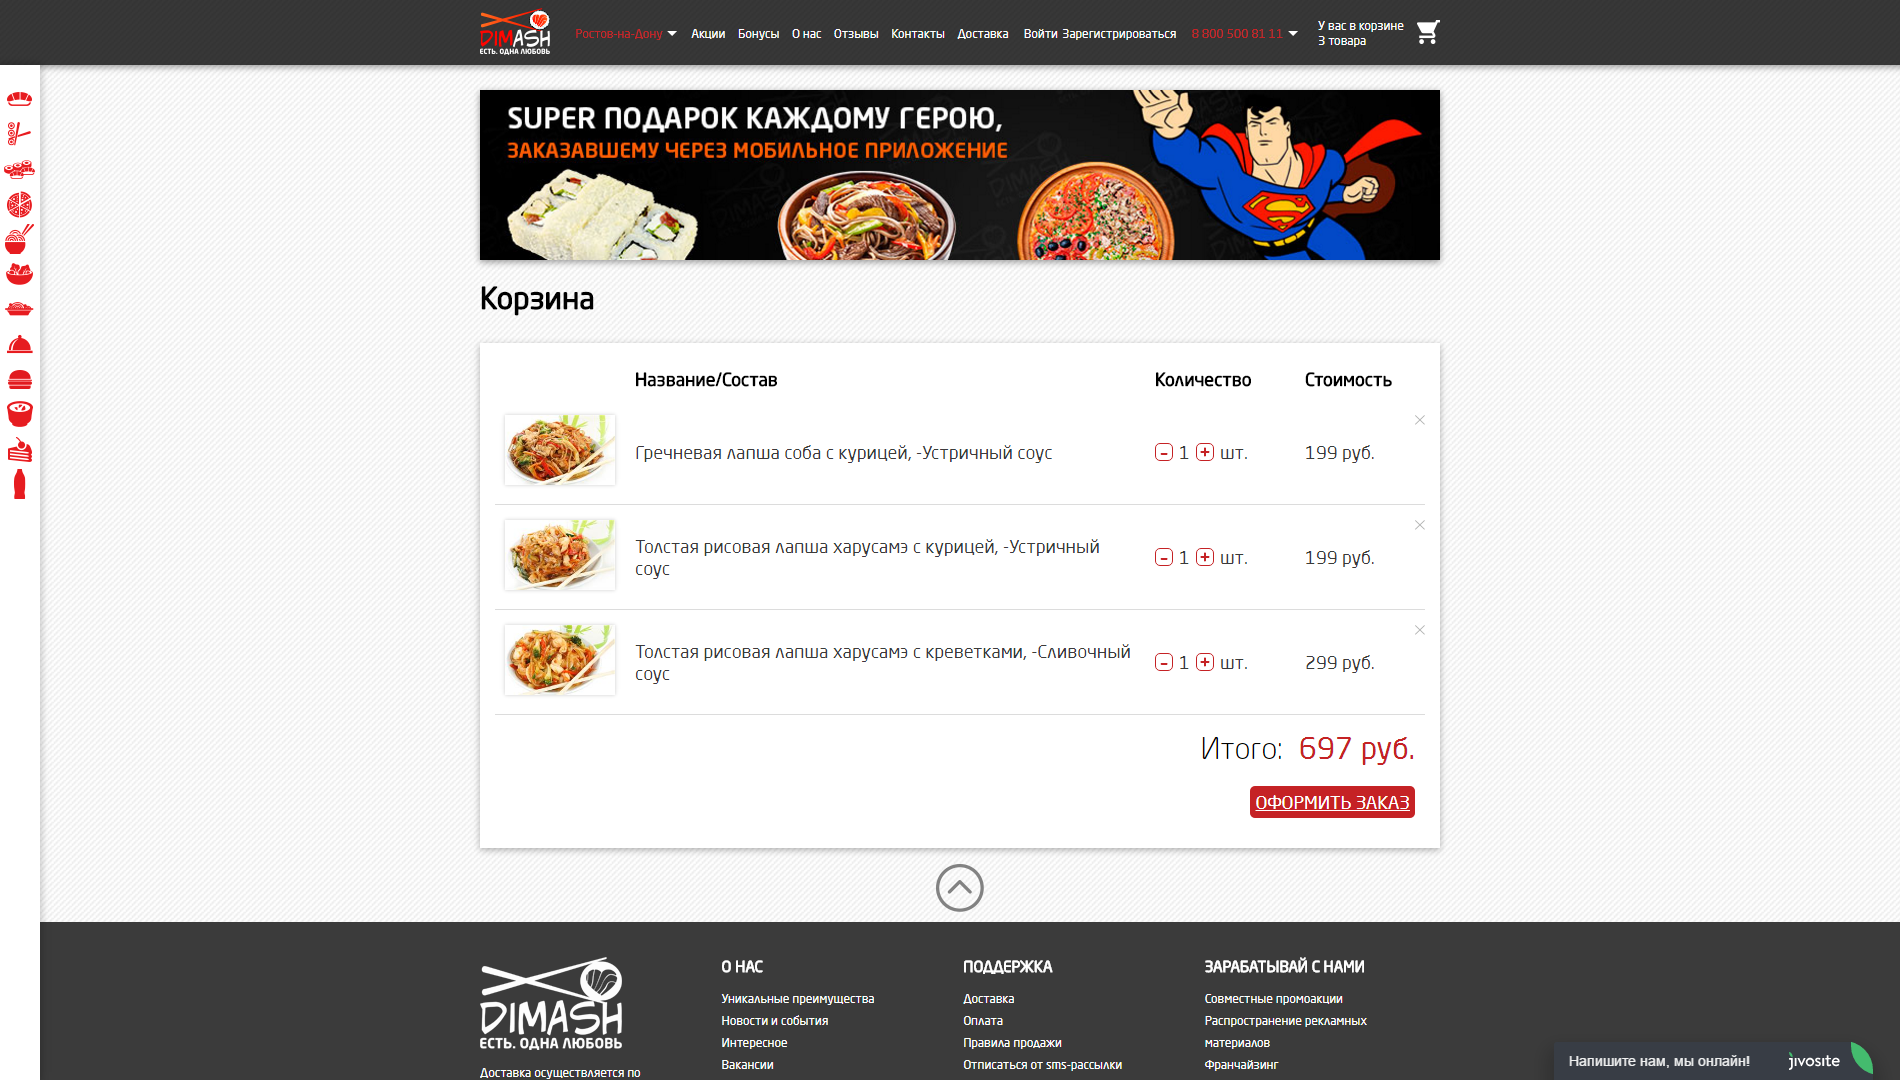 DIMASH
ЕСТЬ. ОДНА ЛЮБОВЬ
Ростов-на-Дону
Акции
Бонусы
О нас
Отзывы
Контакты
Доставка
Войти
Зарегистрироваться
8 800 500 81 11
У вас в корзине
3 товара
SUPER ПОДАРОК КАЖДОМУ ГЕРОЮ,
ЗАКАЗАВШЕМУ ЧЕРЕЗ МОБИЛЬНОЕ ПРИЛОЖЕНИЕ
Корзина
Название/Состав
Количество
Стоимость
Гречневая лапша соба с курицей, -Устричный соус
- 1 + шт.
199 руб.
Толстая рисовая лапша харусамэ с курицей, -Устричный
соус
- 1 + шт.
199 руб.
Толстая рисовая лапша харусамэ с креветками, -Сливочный
соус
- 1 + шт.
299 руб.
Итого: 697 руб.
ОФОРМИТЬ ЗАКАЗ
DIMASH
ЕСТЬ. ОДНА ЛЮБОВЬ
Доставка осуществляется по
О НАС
Уникальные преимущества
Новости и события
Интересное
Вакансии
ПОДДЕРЖКА
Доставка
Оплата
Правила продажи
Отписаться от sms-рассылки
ЗАРАБАТЫВАЙ С НАМИ
Совместные промоакции
Распространение рекламных
материалов
Франчайзинг
Напишите нам, мы онлайн!
jivosite